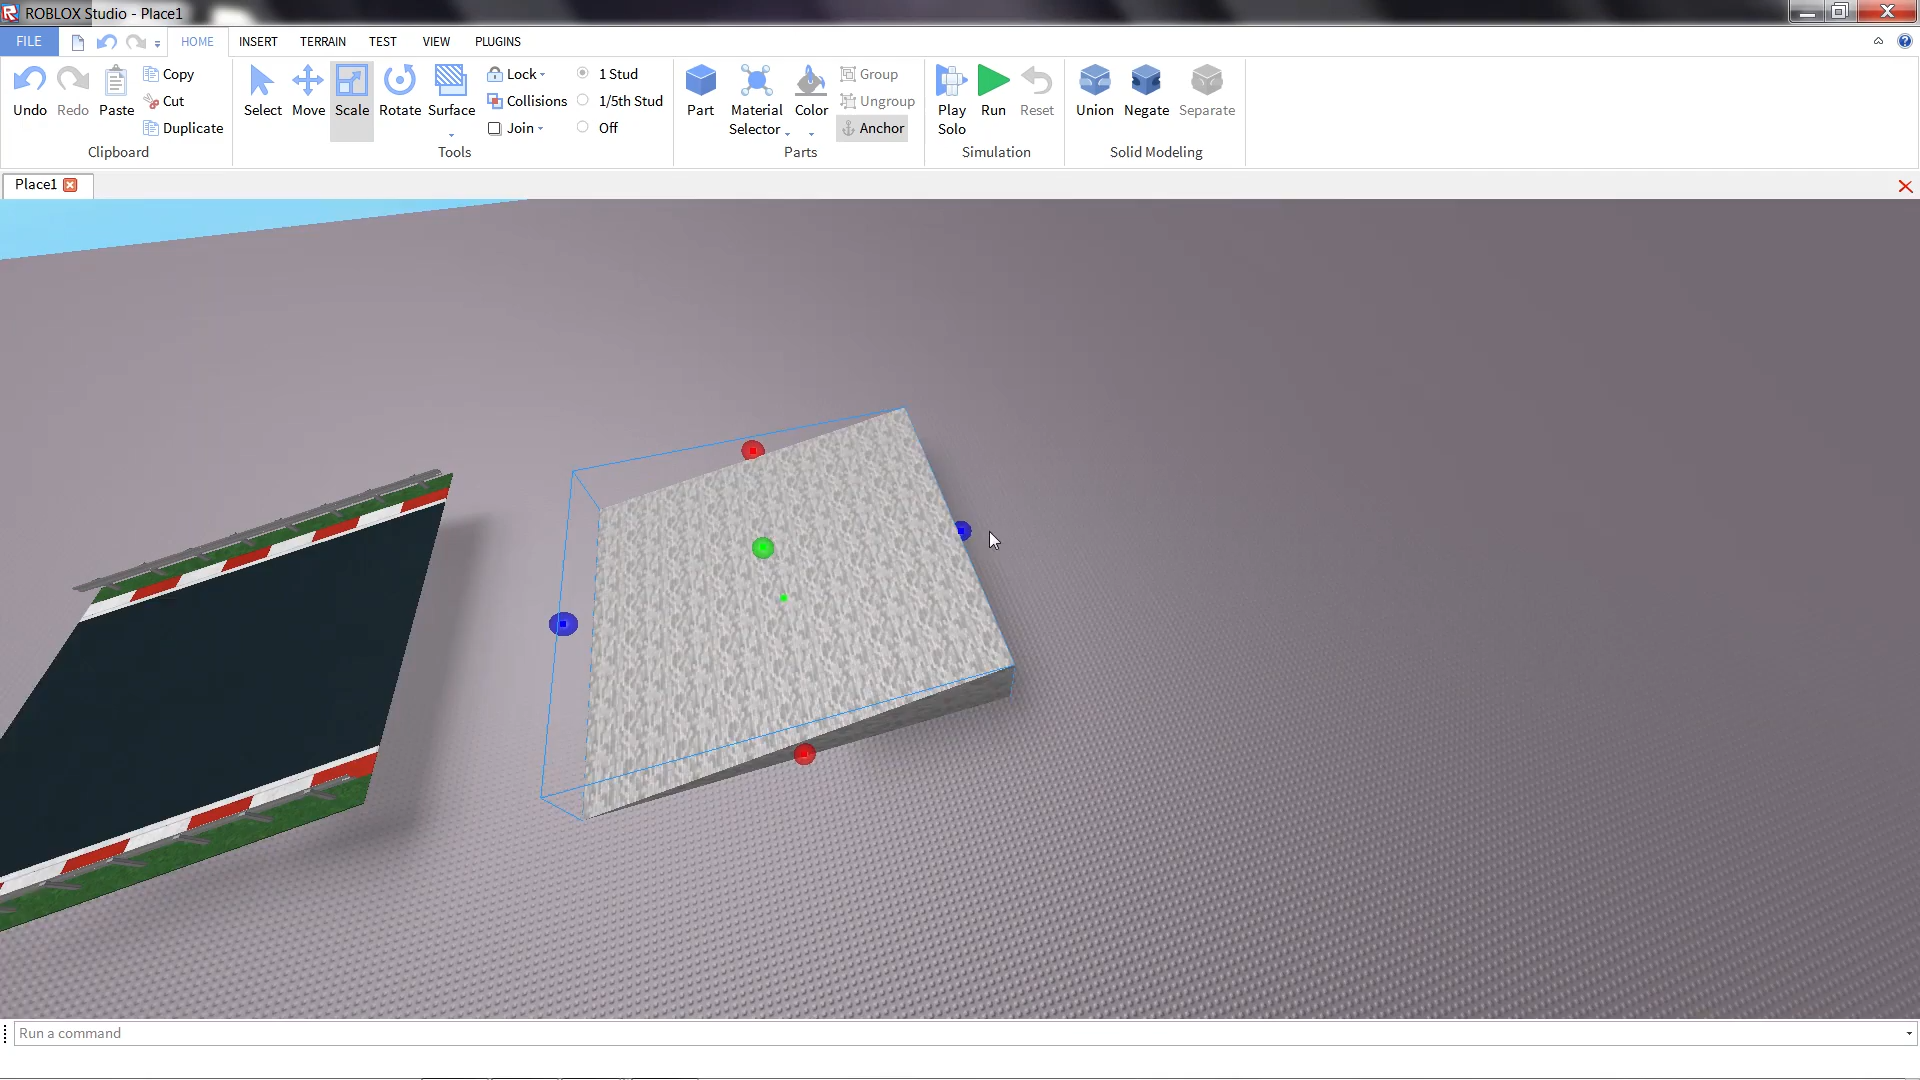 ROBLOX Studio - Place1
FILE HOME INSERT TERRAIN TEST VIEW PLUGINS
Undo Redo Paste Copy Cut Duplicate
Clipboard
Select Move Scale Rotate Surface Lock Collisions Join 1 Stud 1/5th Stud Off
Tools
Part Material Selector Color Group Ungroup Anchor
Parts
Play Solo Run Reset
Simulation
Union Negate Separate
Solid Modeling
Place1
Run a command